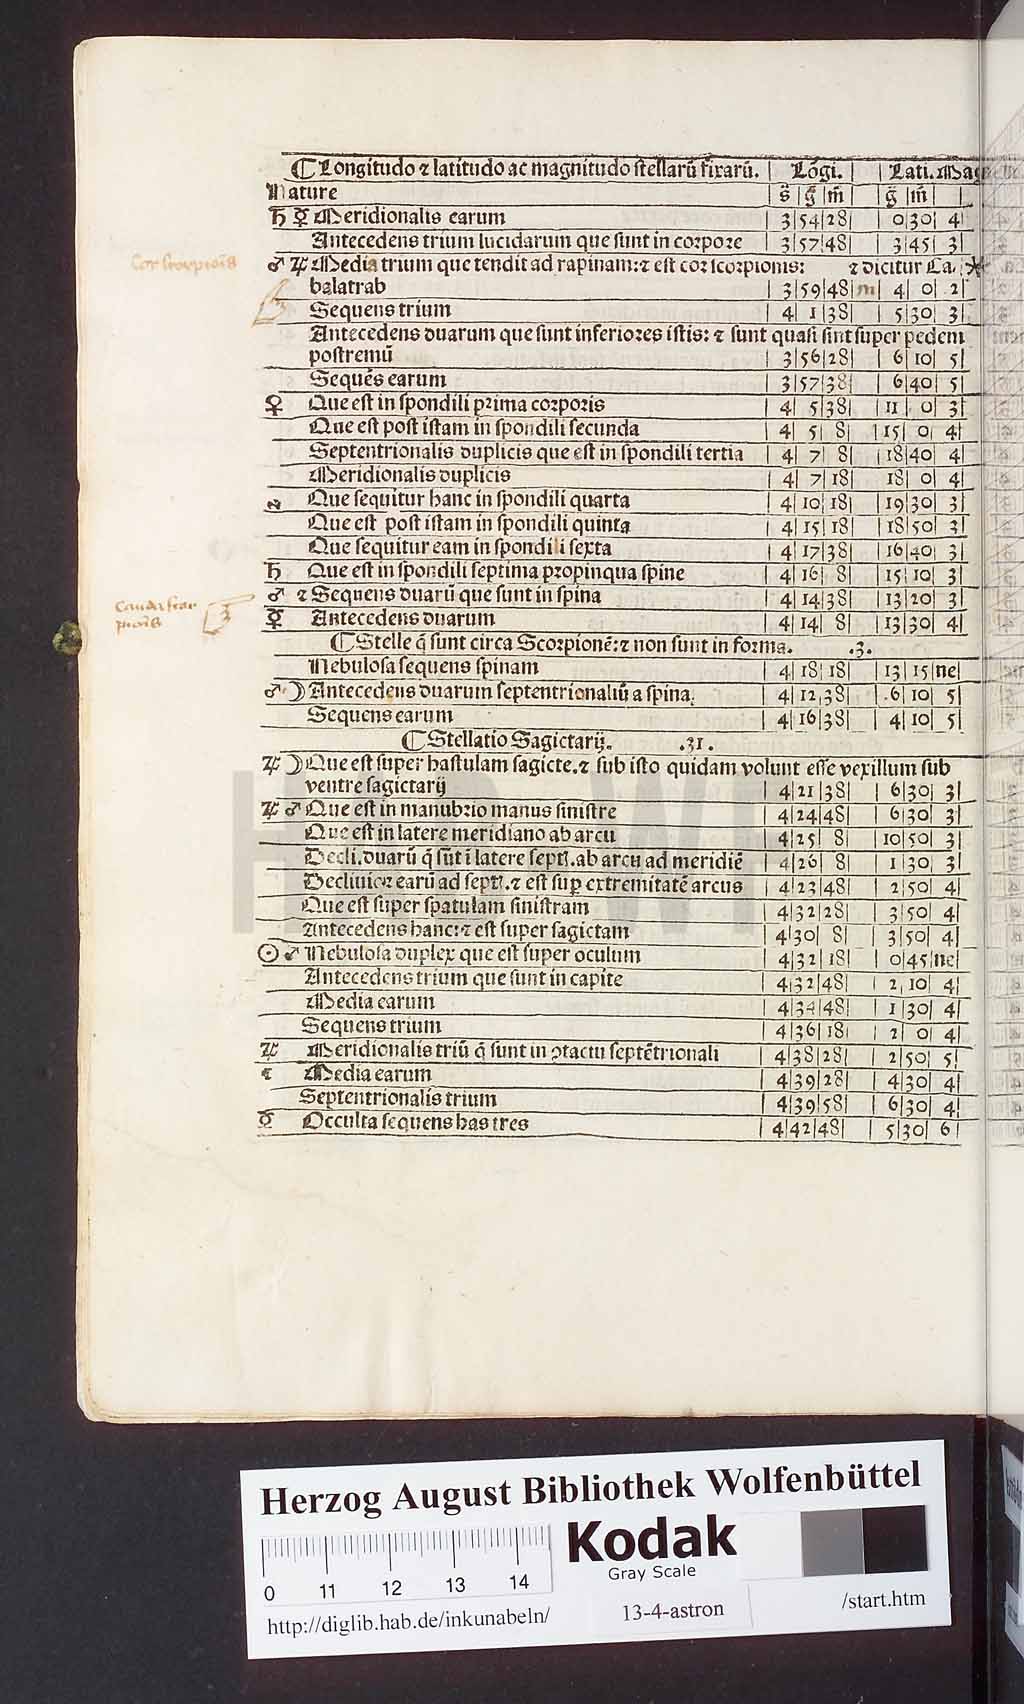 Longitudo ⁊ latitudo ac magnitudo stellarū fixarū. Lōgi. Lati. Mag
Nature s̄ ḡ m̄ ḡ m̄
♄ ☿ Meridionalis earum 3 54 28 0 30 4
Antecedens trium lucidarum que sunt in corpore 3 57 48 3 45 3
Cor scorpionis
♂ ♃ Media trium que tendit ad rapinam:⁊ est cor scorpionis: ⁊ dicitur Ca.
balatrab 3 59 48 m 4 0 2
Sequens trium 4 1 38 5 30 3
Antecedens duarum que sunt inferiores istis: ⁊ sunt quasi sint super pedem
postremū 3 56 28 6 10 5
Sequēs earum 3 57 38 6 40 5
♀ Que est in spondili prima corporis 4 5 38 11 0 3
Que est post istam in spondili secunda 4 5 8 15 0 4
Septentrionalis duplicis que est in spondili tertia 4 7 8 18 40 4
Meridionalis duplicis 4 7 18 18 0 4
⁊ Que sequitur hanc in spondili quarta 4 10 18 19 30 3
Que est post istam in spondili quinta 4 15 18 18 50 3
Que sequitur eam in spondili sexta 4 17 38 16 40 3
♄ Que est in spondili septima propinqua spine 4 16 8 15 10 3
Cauda scor
pionis
♂ ⁊ Sequens duarū que sunt in spina 4 14 38 13 20 3
☿ Antecedens duarum 4 14 8 13 30 4
Stelle q̄ sunt circa Scorpionē:⁊ non sunt in forma. .3.
Nebulosa sequens spinam 4 18 18 13 15 ne
♂ ☽ Antecedens duarum septentrionaliū a spina. 4 12 38 .6 10 5
Sequens earum 4 16 38 4 10 5
Stellatio Sagictarij. .31.
♃ ☽ Que est super hastulam sagicte.⁊ sub isto quidam volunt esse vexillum sub
ventre sagictarij 4 21 38 6 30 3
♃ ♂ Que est in manubrio manus sinistre 4 24 48 6 30 3
Que est in latere meridiano ab arcu 4 25 8 10 50 3
Decli.duarū q̄ sūt ī latere septl̄.ab arcu ad meridiē 4 26 8 1 30 3
Declivior earū ad septl̄.⁊ est sup extremitatē arcus 4 23 48 2 50 4
Que est super spatulam sinistram 4 32 28 3 50 4
Antecedens hanc:⁊ est super sagictam 4 30 8 3 50 4
☉ ♂ Nebulosa duplex que est super oculum 4 32 18 0 45 ne
Antecedens trium que sunt in capite 4 32 48 2 10 4
Media earum 4 34 48 1 30 4
Sequens trium 4 36 18 2 0 4
♃ Meridionalis triū q̄ sunt in ↄtactu septētrionali 4 38 28 2 50 5
⁊ Media earum 4 39 28 4 30 4
Septentrionalis trium 4 39 58 6 30 4
☿ Occulta sequens has tres 4 42 48 5 30 6
HAB WF
Herzog August Bibliothek Wolfenbüttel
Kodak
Gray Scale
0 11 12 13 14
http://diglib.hab.de/inkunabeln/ 13-4-astron /start.htm